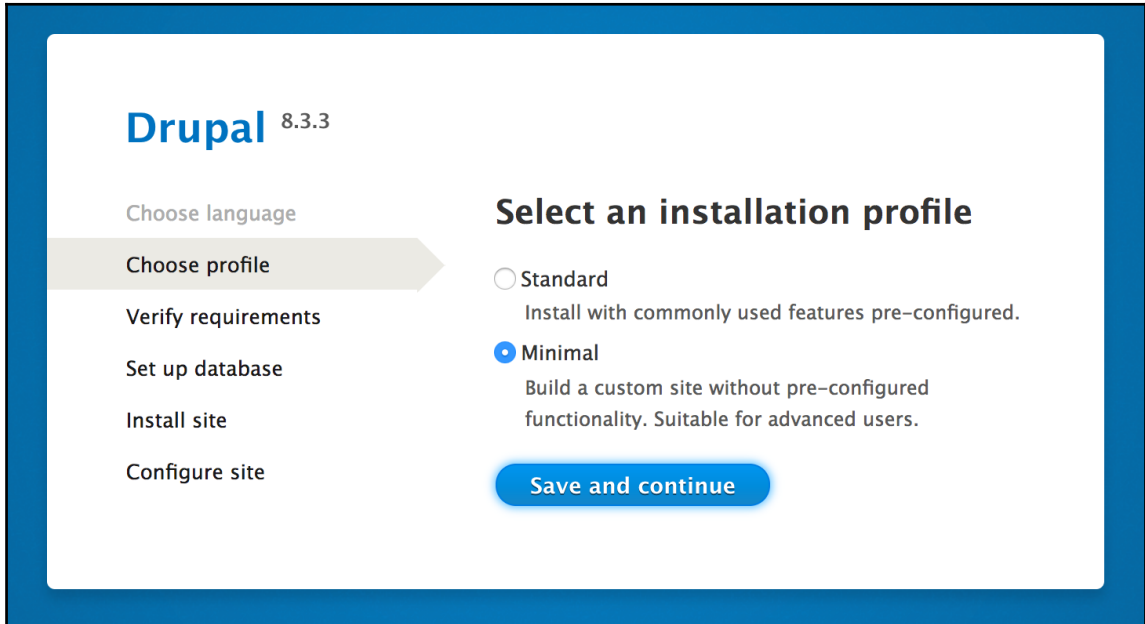 Drupal 8.3.3
Choose language
Choose profile
Verify requirements
Set up database
Install site
Configure site
Select an installation profile
Standard
Install with commonly used features pre-configured.
Minimal
Build a custom site without pre-configured
functionality. Suitable for advanced users.
Save and continue